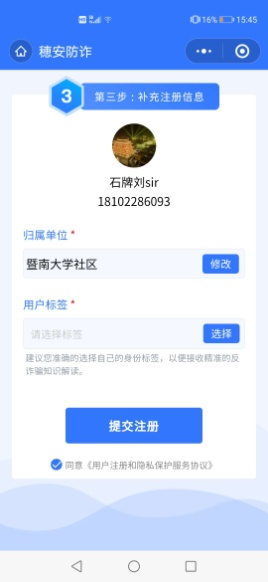 16% 15:45
穗安防诈
3 第三步：补充注册信息
石牌刘sir
18102286093
归属单位 *
暨南大学社区 修改
用户标签 *
请选择标签 选择
建议您准确的选择自己的身份标签，以便接收精准的反
诈骗知识解读。
提交注册
同意《用户注册和隐私保护服务协议》